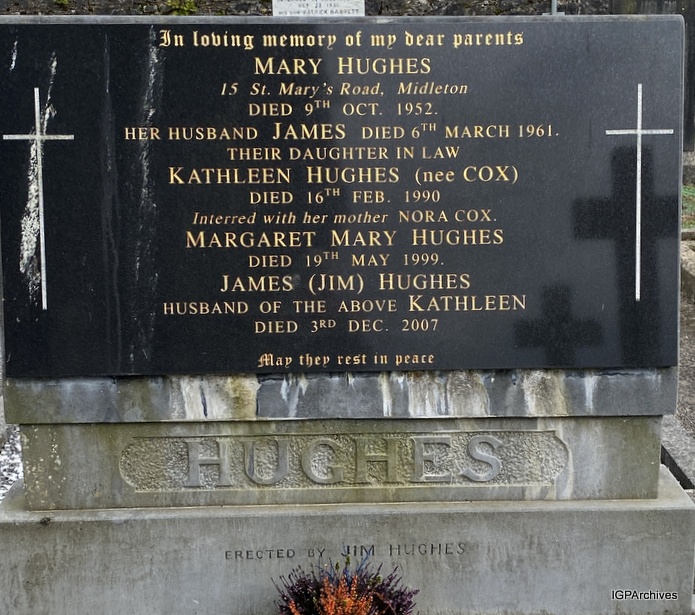 In loving memory of my dear parents
MARY HUGHES
15 St. Mary's Road, Midleton
DIED 9TH OCT. 1952.
HER HUSBAND JAMES DIED 6TH MARCH 1961.
THEIR DAUGHTER IN LAW
KATHLEEN HUGHES (nee COX)
DIED 16TH FEB. 1990
Interred with her mother NORA COX.
MARGARET MARY HUGHES
DIED 19TH MAY 1999.
JAMES (JIM) HUGHES
HUSBAND OF THE ABOVE KATHLEEN
DIED 3RD DEC. 2007
May they rest in peace
HUGHES
ERECTED BY JIM HUGHES
IGPArchives